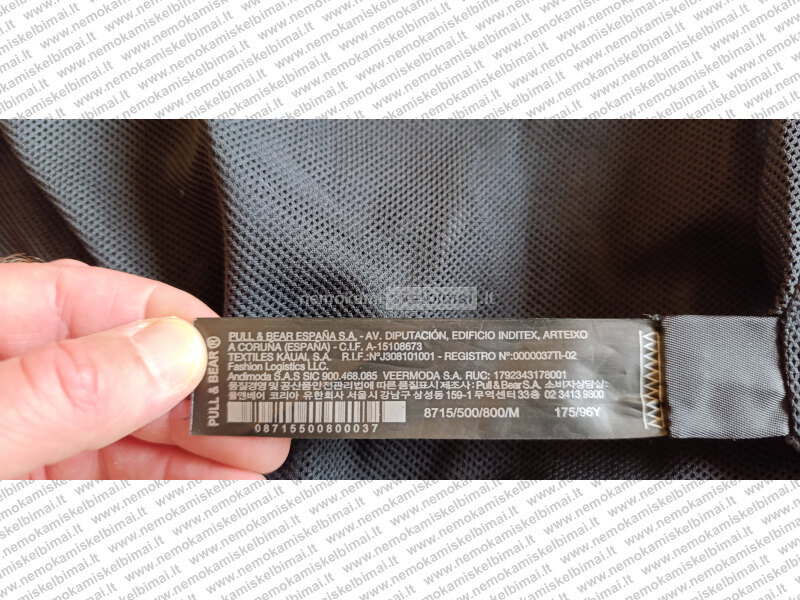 PULL & BEAR®
PULL & BEAR ESPAÑA S.A. - AV. DIPUTACIÓN, EDIFICIO INDITEX, ARTEIXO
A CORUÑA (ESPAÑA) - C.I.F. A-15108673
TEXTILES KAUAI, S.A. R.I.F.:NºJ308101001 - REGISTRO Nº:0000037TI-02
Fashion Logistics LLC.
Andimoda S.A.S SIC 900.469.085 VEERMODA S.A. RUC: 1792343178001
품질경영 및 공산품안전관리법에 따른 품질표시 제조사 : Pull&Bear S.A. 소비자상담실:
풀앤베어 코리아 유한회사 서울시 강남구 삼성동 159-1 무역센터 33층 02 3413 9800
8715/500/800/M 175/96Y
08715500800037
nemokamiskelbimai.lt
www.nemokamiskelbimai.lt